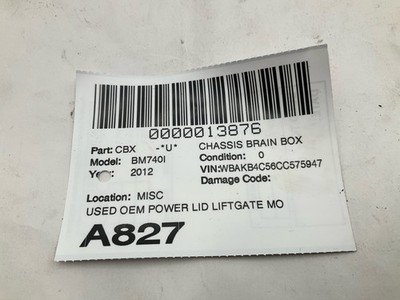 0000013876
Part: CBX -*U* CHASSIS BRAIN BOX
Model: BM740I Condition: 0
Year: 2012 VIN:WBAKB4C56CC575947
Damage Code:
Location: MISC
USED OEM POWER LID LIFTGATE MO
A827